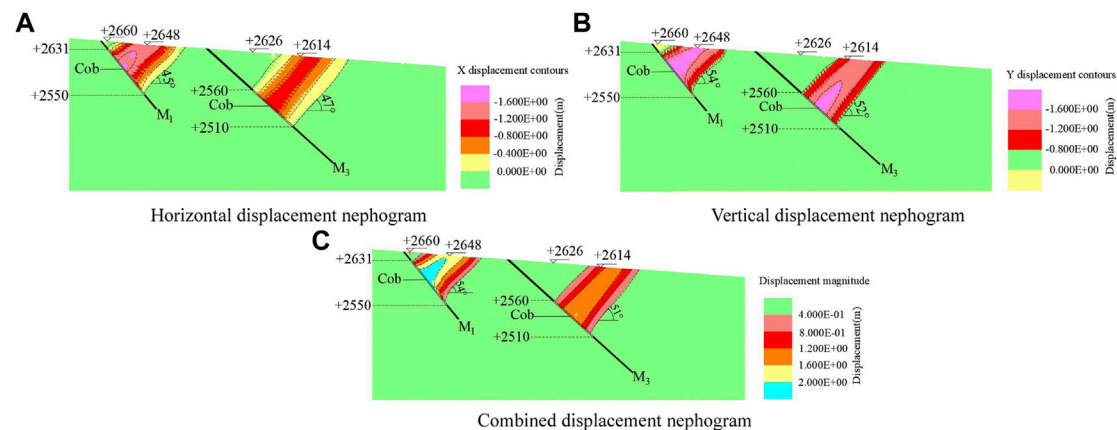 A
+2660
+2648
+2631
Cob
+2550
45°
M1
+2626
+2614
+2560
Cob
+2510
47°
M3
X displacement contours
-1.600E+00
-1.200E+00
-0.800E+00
-0.400E+00
0.000E+00
Displacement(m)
Horizontal displacement nephogram
B
+2660
+2648
+2631
Cob
+2550
54°
M1
+2626
+2614
+2560
Cob
+2510
52°
M3
Y displacement contours
-1.600E+00
-1.200E+00
-0.800E+00
0.000E+00
Displacement(m)
Vertical displacement nephogram
C
+2660
+2648
+2631
Cob
+2550
54°
M1
+2626
+2614
+2560
Cob
+2510
51°
M3
Displacement magnitude
4.000E-01
8.000E-01
1.200E+00
1.600E+00
2.000E+00
Displacement(m)
Combined displacement nephogram